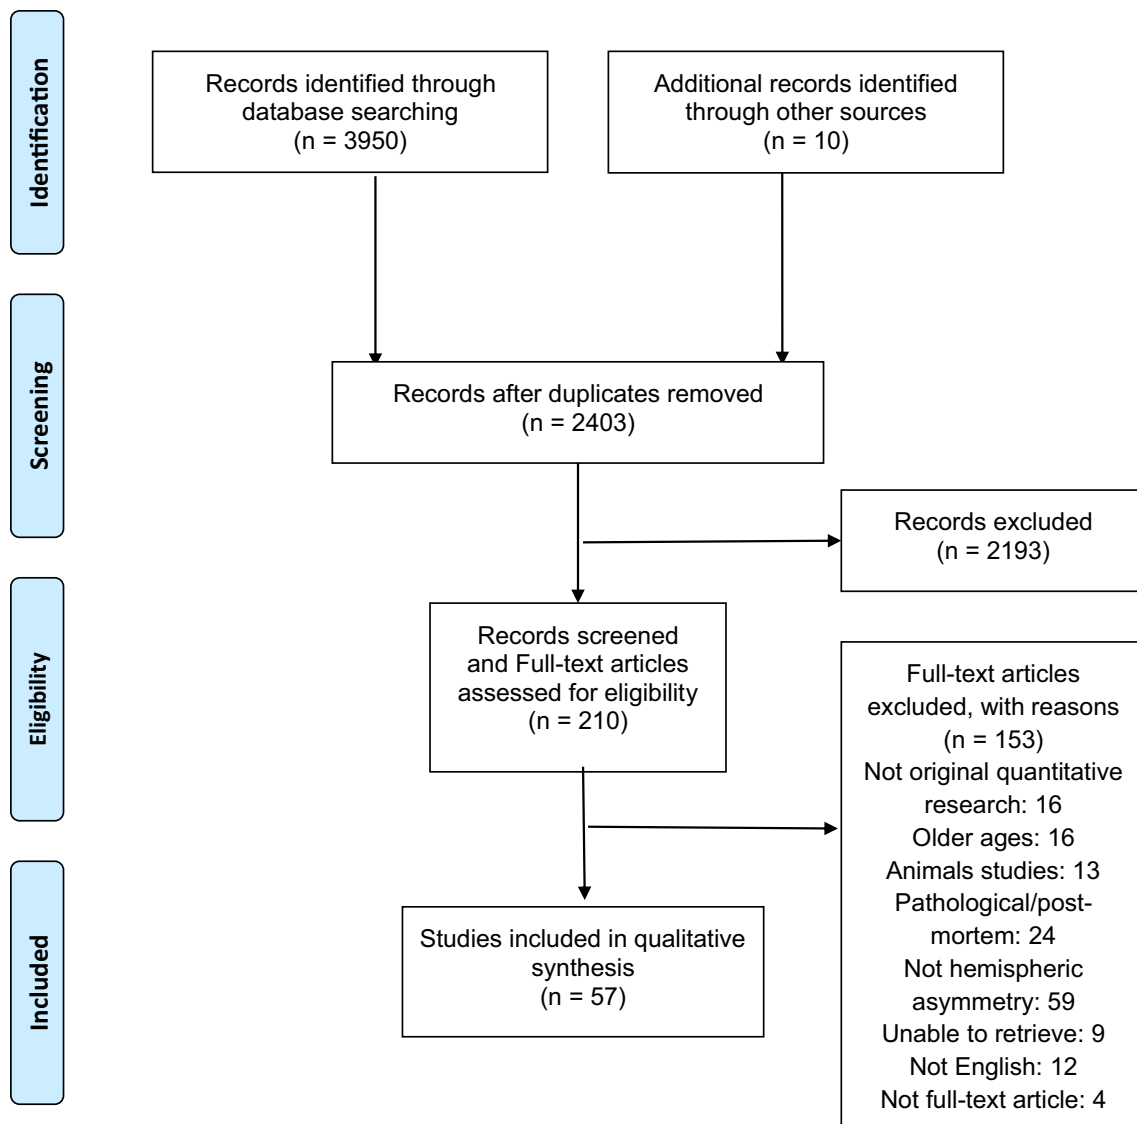 Identification
Records identified through
database searching
(n = 3950)
Additional records identified
through other sources
(n = 10)
Screening
Records after duplicates removed
(n = 2403)
Records excluded
(n = 2193)
Eligibility
Records screened
and Full-text articles
assessed for eligibility
(n = 210)
Full-text articles
excluded, with reasons
(n = 153)
Not original quantitative
research: 16
Older ages: 16
Animals studies: 13
Pathological/post-
mortem: 24
Not hemispheric
asymmetry: 59
Unable to retrieve: 9
Not English: 12
Not full-text article: 4
Included
Studies included in qualitative
synthesis
(n = 57)